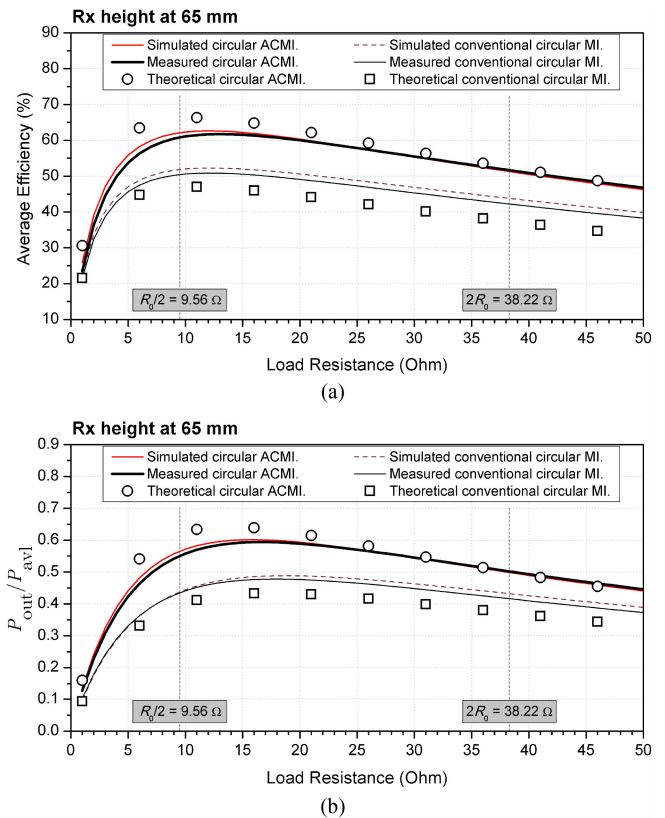 Rx height at 65 mm
Simulated circular ACMI.
Simulated conventional circular MI.
Measured circular ACMI.
Measured conventional circular MI.
Theoretical circular ACMI.
Theoretical conventional circular MI.
Average Efficiency (%)
90
80
70
60
50
40
30
20
10
R₀/2 = 9.56 Ω
2R₀ = 38.22 Ω
0 5 10 15 20 25 30 35 40 45 50
Load Resistance (Ohm)
(a)
Rx height at 65 mm
Simulated circular ACMI.
Simulated conventional circular MI.
Measured circular ACMI.
Measured conventional circular MI.
Theoretical circular ACMI.
Theoretical conventional circular MI.
P_out/P_avl
0.9
0.8
0.7
0.6
0.5
0.4
0.3
0.2
0.1
0.0
R₀/2 = 9.56 Ω
2R₀ = 38.22 Ω
0 5 10 15 20 25 30 35 40 45 50
Load Resistance (Ohm)
(b)